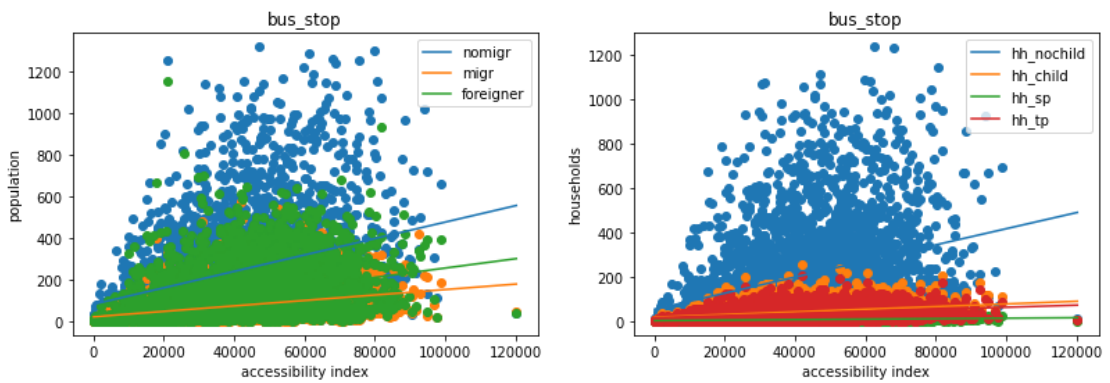 bus_stop
population
1200
1000
800
600
400
200
0
nomigr
migr
foreigner
0 20000 40000 60000 80000 100000 120000
accessibility index
bus_stop
households
1200
1000
800
600
400
200
0
hh_nochild
hh_child
hh_sp
hh_tp
0 20000 40000 60000 80000 100000 120000
accessibility index